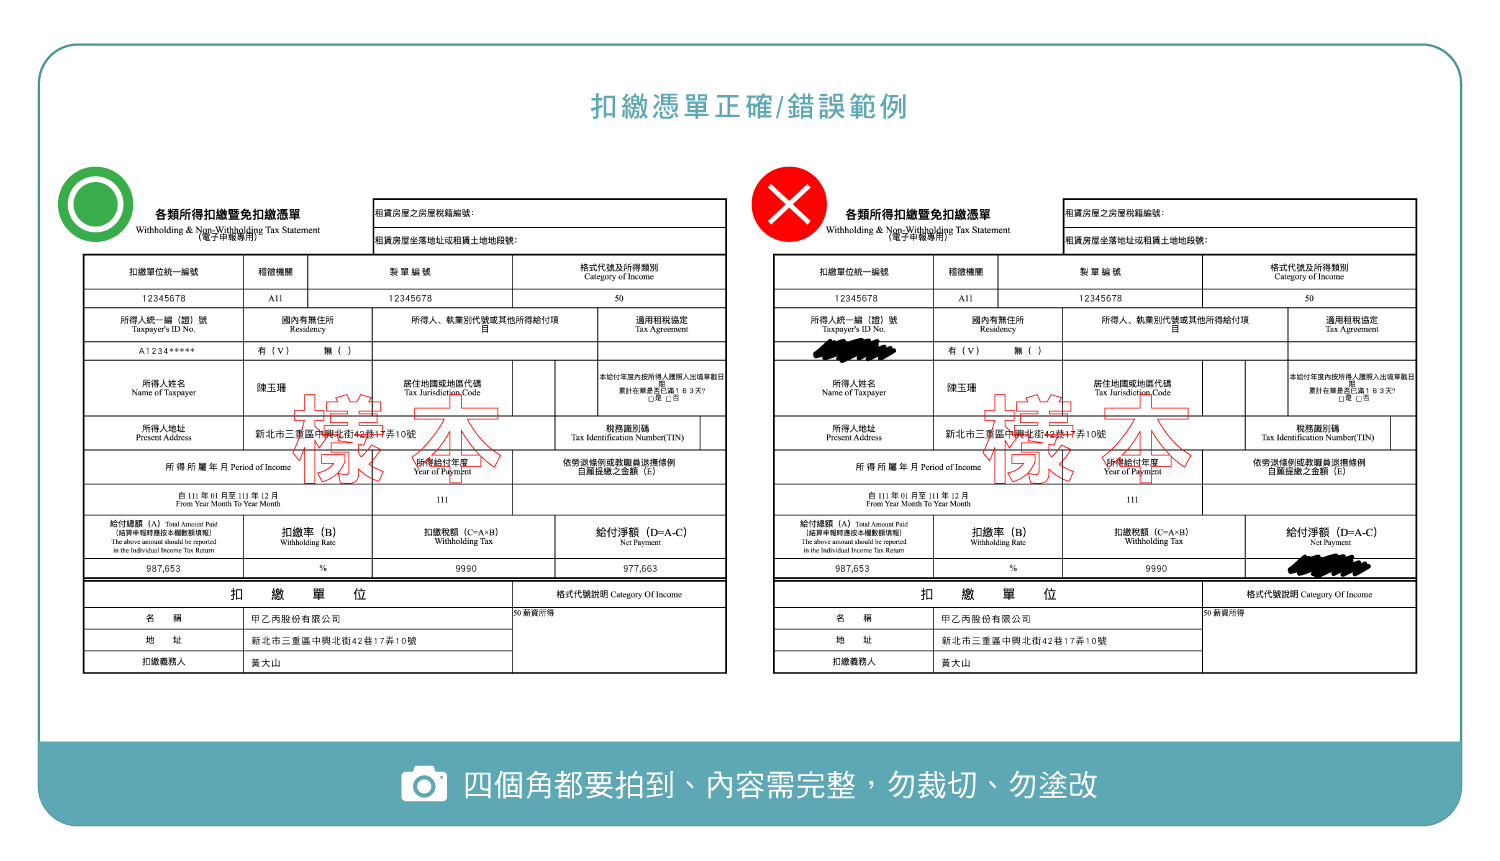 扣繳憑單正確/錯誤範例
各類所得扣繳暨免扣繳憑單
Withholding & Non-Withholding Tax Statement
(電子申報專用)
租賃房屋之房屋稅籍編號：
租賃房屋坐落地址或租賃土地地段號：
扣繳單位統一編號 稽徵機關 製單編號 格式代號及所得類別
Category of Income
12345678 A11 12345678 50
所得人統一編（證）號 國內有無住所 所得人、執業別代號或其他所得給付項目 適用租稅協定
Taxpayer's ID No. Residency Tax Agreement
A1234***** 有 ( V ) 無 ( )
所得人姓名 陳玉珊 居住地國或地區代碼 本給付年度內按所得人護照入出境章戳日期
Name of Taxpayer Tax Jurisdiction Code 累計在華是否已滿１８３天?
□是 □否
所得人地址 新北市三重區中興北街42巷17弄10號 稅務識別碼
Present Address Tax Identification Number(TIN)
所得所屬年月 Period of Income 所得給付年度 依勞退條例或教職員退撫條例
Year of Payment 自願提繳之金額（E）
自 111 年 01 月至 111 年 12 月 111
From Year Month To Year Month
給付總額（A）Total Amount Paid 扣繳率（B） 扣繳稅額（C=A×B） 給付淨額（D=A-C）
(結算申報時應按本欄數額填報) Withholding Rate Withholding Tax Net Payment
The above amount should be reported
in the Individual Income Tax Return
987,653 % 9990 977,663
扣繳單位 格式代號說明 Category Of Income
名稱 甲乙丙股份有限公司 50 薪資所得
地址 新北市三重區中興北街42巷17弄10號
扣繳義務人 黃大山
樣本
各類所得扣繳暨免扣繳憑單
Withholding & Non-Withholding Tax Statement
(電子申報專用)
租賃房屋之房屋稅籍編號：
租賃房屋坐落地址或租賃土地地段號：
扣繳單位統一編號 稽徵機關 製單編號 格式代號及所得類別
Category of Income
12345678 A11 12345678 50
所得人統一編（證）號 國內有無住所 所得人、執業別代號或其他所得給付項目 適用租稅協定
Taxpayer's ID No. Residency Tax Agreement
有 ( V ) 無 ( )
所得人姓名 陳玉珊 居住地國或地區代碼 本給付年度內按所得人護照入出境章戳日期
Name of Taxpayer Tax Jurisdiction Code 累計在華是否已滿１８３天?
□是 □否
所得人地址 新北市三重區中興北街42巷17弄10號 稅務識別碼
Present Address Tax Identification Number(TIN)
所得所屬年月 Period of Income 所得給付年度 依勞退條例或教職員退撫條例
Year of Payment 自願提繳之金額（E）
自 111 年 01 月至 111 年 12 月 111
From Year Month To Year Month
給付總額（A）Total Amount Paid 扣繳率（B） 扣繳稅額（C=A×B） 給付淨額（D=A-C）
(結算申報時應按本欄數額填報) Withholding Rate Withholding Tax Net Payment
The above amount should be reported
in the Individual Income Tax Return
987,653 % 9990
扣繳單位 格式代號說明 Category Of Income
名稱 甲乙丙股份有限公司 50 薪資所得
地址 新北市三重區中興北街42巷17弄10號
扣繳義務人 黃大山
樣本
四個角都要拍到、內容需完整，勿裁切、勿塗改